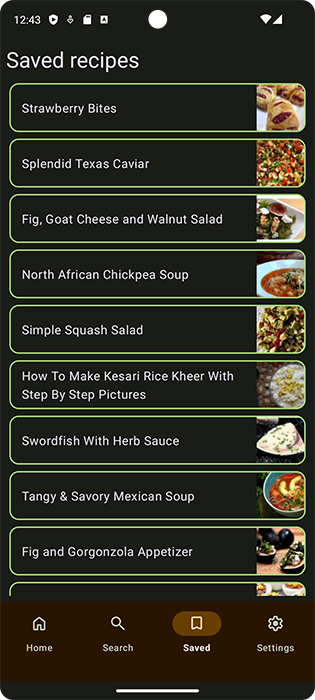 12:43
Saved recipes
Strawberry Bites
Splendid Texas Caviar
Fig, Goat Cheese and Walnut Salad
North African Chickpea Soup
Simple Squash Salad
How To Make Kesari Rice Kheer With
Step By Step Pictures
Swordfish With Herb Sauce
Tangy & Savory Mexican Soup
Fig and Gorgonzola Appetizer
Home Search Saved Settings